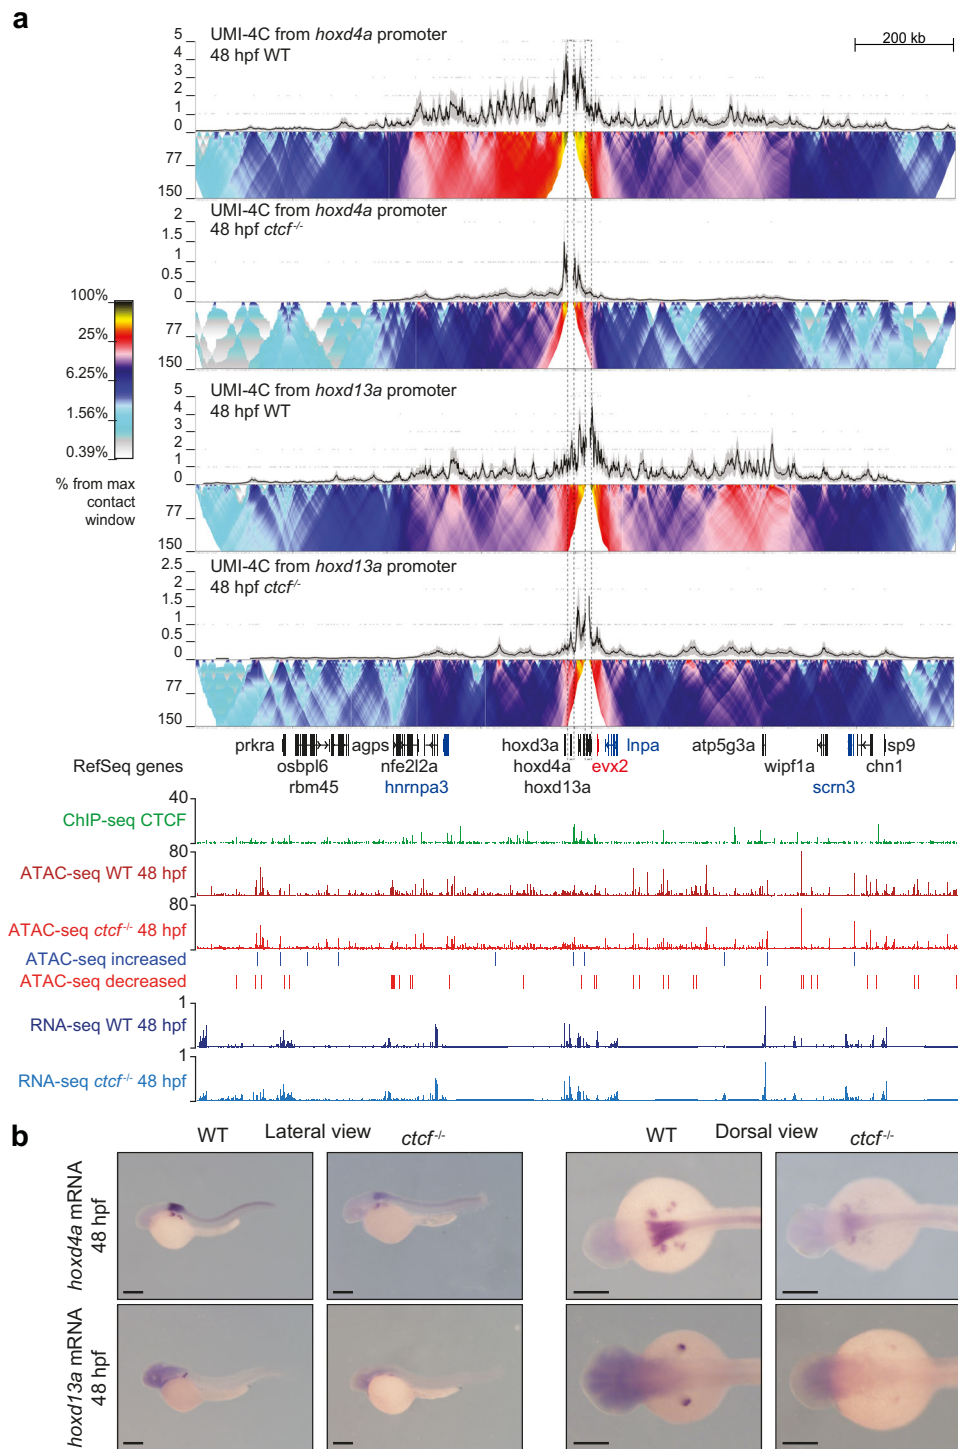 a
UMI-4C from hoxd4a promoter
48 hpf WT
200 kb
5
4
3
2
1
0
77
150
UMI-4C from hoxd4a promoter
48 hpf ctcf-/-
2
1.5
1
0.5
0
77
150
100%
25%
6.25%
1.56%
0.39%
% from max
contact
window
UMI-4C from hoxd13a promoter
48 hpf WT
5
4
3
2
1
0
77
150
UMI-4C from hoxd13a promoter
48 hpf ctcf-/-
2.5
2
1.5
1
0.5
0
77
150
prkra agps hoxd3a lnpa atp5g3a sp9
RefSeq genes osbpl6 nfe2l2a hoxd4a evx2 wipf1a chn1
rbm45 hnrnpa3 hoxd13a scrn3
40
ChIP-seq CTCF
0
80
ATAC-seq WT 48 hpf
0
80
ATAC-seq ctcf-/- 48 hpf
0
ATAC-seq increased
ATAC-seq decreased
1
RNA-seq WT 48 hpf
0
1
RNA-seq ctcf-/- 48 hpf
0
b
WT Lateral view ctcf-/- WT Dorsal view ctcf-/-
hoxd4a mRNA
48 hpf
hoxd13a mRNA
48 hpf